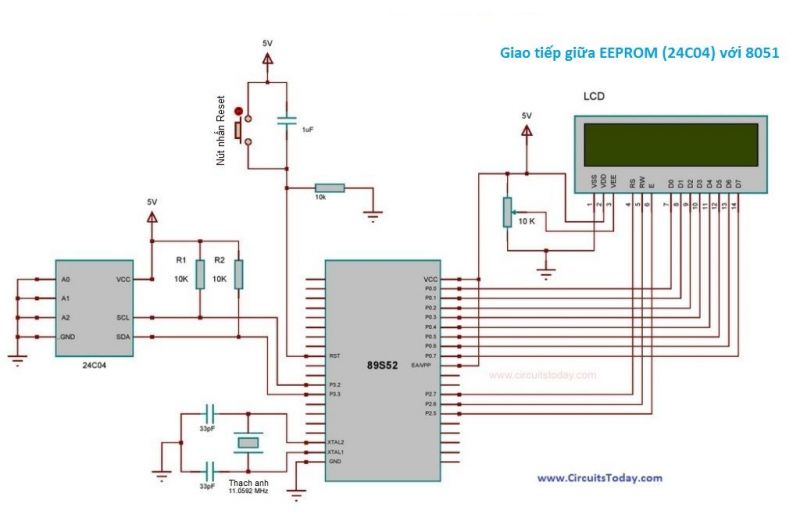 Giao tiếp giữa EEPROM (24C04) với 8051
5V
Nút nhấn Reset
1uF
10k
LCD
5V
10 K
VSS
VDD
VEE
RS
RW
E
D0
D1
D2
D3
D4
D5
D6
D7
1
2
3
4
5
6
7
8
9
10
11
12
13
14
5V
R1
10K
R2
10K
A0
A1
A2
.GND
VCC
SCL
SDA
24C04
89S52
RST
P3.2
P3.3
XTAL2
XTAL1
GND
VCC
P0.0
P0.1
P0.2
P0.3
P0.4
P0.5
P0.6
P0.7
EA/VPP
P2.7
P2.6
P2.5
33pF
33pF
Thach anh
11.0592 MHz
www.circuitstoday.com
www.CircuitsToday.com